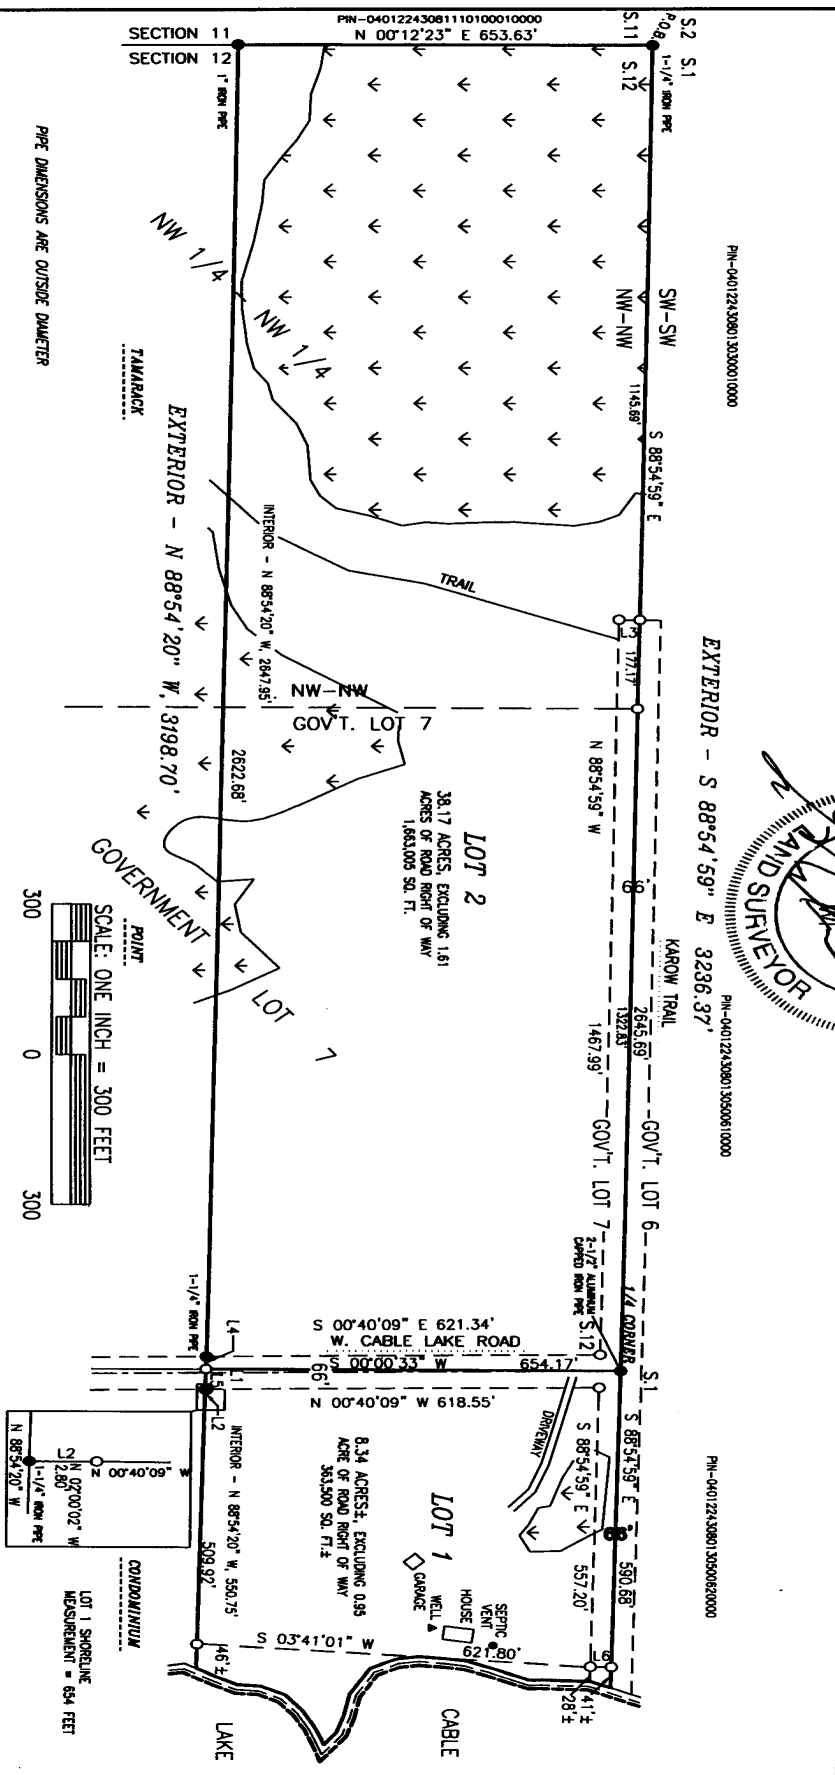 SECTION 11
SECTION 12
PIN-040122430811101000​10000
N 00°12'23" E 653.63'
S.2 S.1
P.O.B.
S.11 S.12
1-1/4" IRON PIPE
1" IRON PIPE
PIPE DIMENSIONS ARE OUTSIDE DIAMETER
NW 1/4
NW 1/4
PIN-040122430801303000010000
SW-SW
NW-NW
1145.69'
S 88°54'59" E
TAMARACK
EXTERIOR - N 88°54'20" W, 3198.70'
INTERIOR - N 88°54'20" W, 2647.95'
TRAIL
L3
177.17'
EXTERIOR - S 88°54'59" E 3236.37'
NW-NW
GOV'T. LOT 7
2622.68'
N 88°54'59" W
LOT 2
38.17 ACRES, EXCLUDING 1.61
ACRES OF ROAD RIGHT OF WAY
1,663,005 SQ. FT.
66'
LAND SURVEYOR
KAROW TRAIL
PIN-040122430801305000610000
2645.69'
1322.83'
1467.99'
GOVERNMENT LOT 7
POINT
SCALE: ONE INCH = 300 FEET
300 0 300
GOV'T. LOT 6
GOV'T. LOT 7
2-1/2" ALUMINUM
CAPPED IRON PIPE
S.12
1/4 CORNER
S.1
1-1/4" IRON PIPE
L4
S 00°40'09" E 621.34'
W. CABLE LAKE ROAD
S 00°00'33" W 654.17'
66'
N 00°40'09" W 618.55'
L1
L5
L2
DRIVEWAY
S 88°54'59" E
S 88°54'59" E
590.68'
66'
557.20'
PIN-040122430801305000620000
LOT 1
8.34 ACRES±, EXCLUDING 0.95
ACRE OF ROAD RIGHT OF WAY
363,500 SQ. FT.±
INTERIOR - N 88°54'20" W, 550.75'
509.92'
GARAGE
WELL
HOUSE
SEPTIC
VENT
S 03°41'01" W 621.80'
L6
41'±
28'±
46'±
L2
N 00°40'09" W
N 02°00'02" W
2.80'
1-1/4" IRON PIPE
N 88°54'20" W
CONDOMINIUM
LOT 1 SHORELINE
MEASUREMENT = 654 FEET
CABLE
LAKE